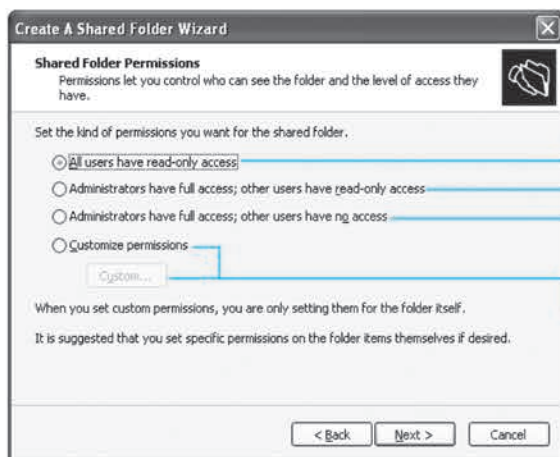 Create A Shared Folder Wizard
Shared Folder Permissions
Permissions let you control who can see the folder and the level of access they
have.
Set the kind of permissions you want for the shared folder.
All users have read-only access
Administrators have full access; other users have read-only access
Administrators have full access; other users have no access
Customize permissions
Custom...
When you set custom permissions, you are only setting them for the folder itself.
It is suggested that you set specific permissions on the folder items themselves if desired.
< Back
Next >
Cancel